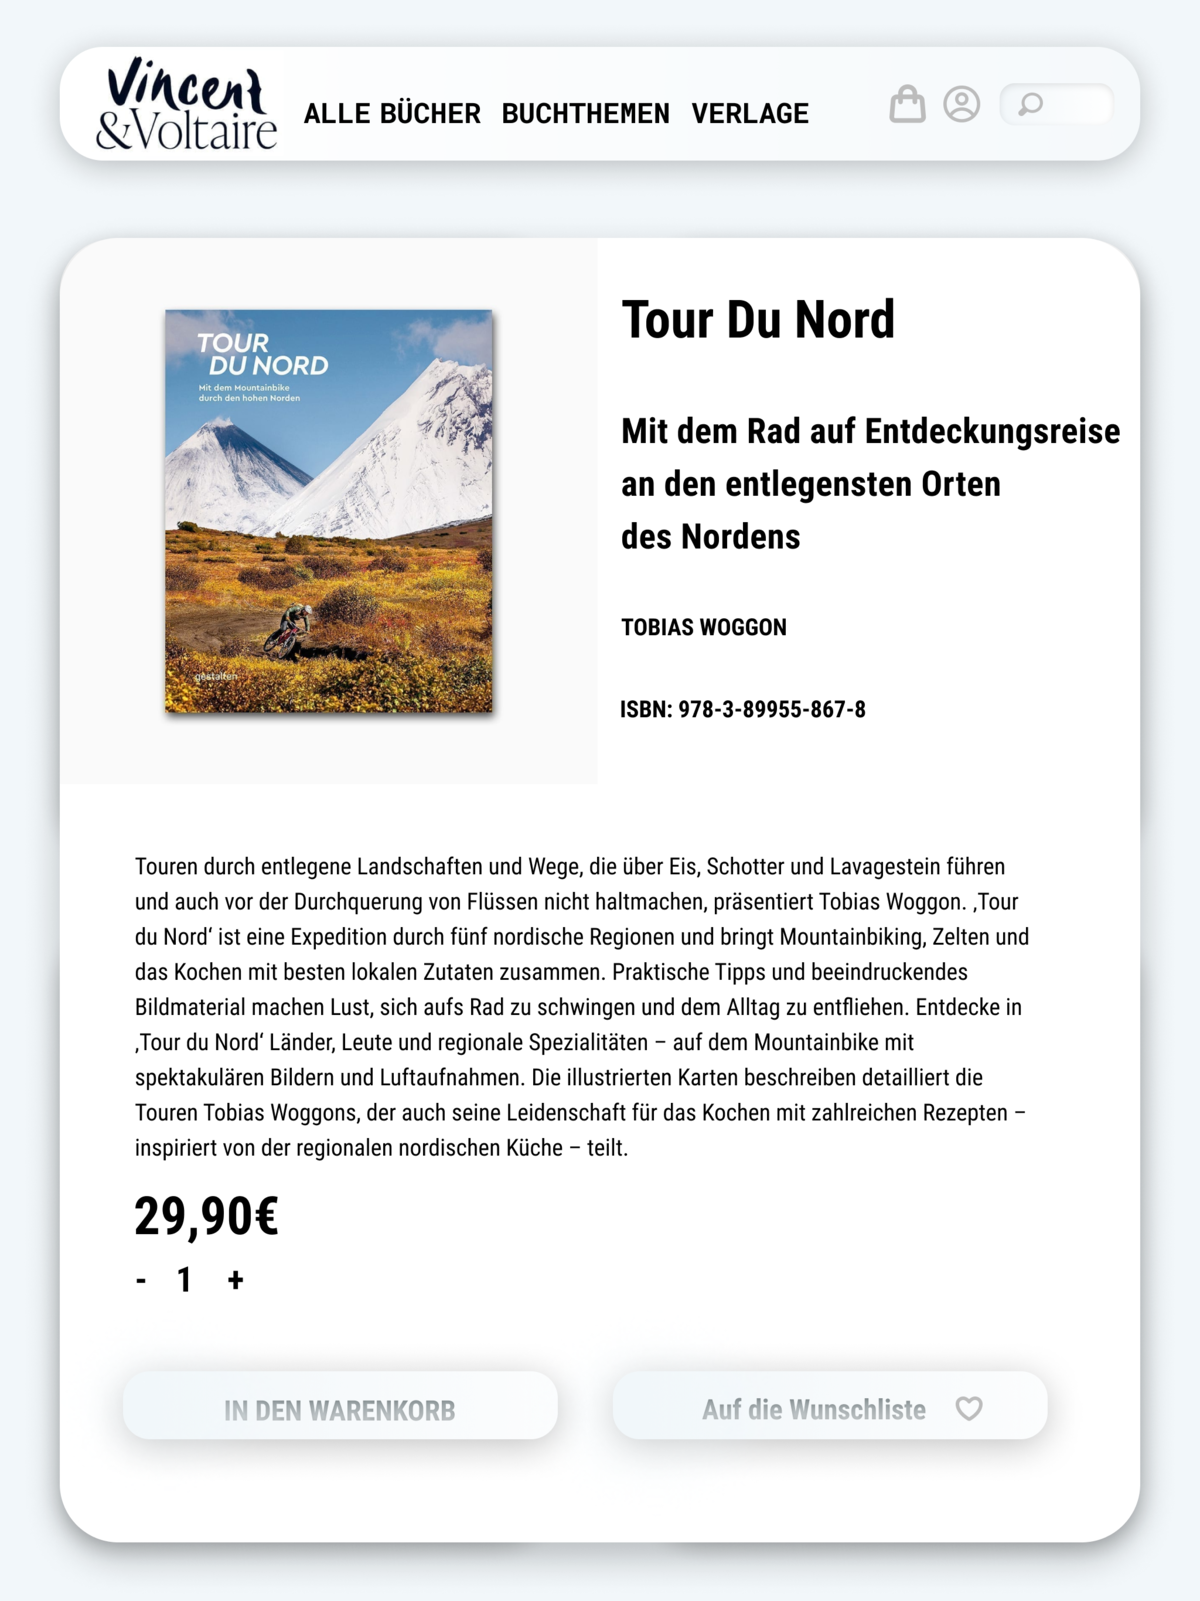 Vincent
&Voltaire
ALLE BÜCHER BUCHTHEMEN VERLAGE
TOUR
DU NORD
Mit dem Mountainbike
durch den hohen Norden
gestalten
Tour Du Nord
Mit dem Rad auf Entdeckungsreise
an den entlegensten Orten
des Nordens
TOBIAS WOGGON
ISBN: 978-3-89955-867-8
Touren durch entlegene Landschaften und Wege, die über Eis, Schotter und Lavagestein führen
und auch vor der Durchquerung von Flüssen nicht haltmachen, präsentiert Tobias Woggon. ‚Tour
du Nord‘ ist eine Expedition durch fünf nordische Regionen und bringt Mountainbiking, Zelten und
das Kochen mit besten lokalen Zutaten zusammen. Praktische Tipps und beeindruckendes
Bildmaterial machen Lust, sich aufs Rad zu schwingen und dem Alltag zu entfliehen. Entdecke in
‚Tour du Nord‘ Länder, Leute und regionale Spezialitäten – auf dem Mountainbike mit
spektakulären Bildern und Luftaufnahmen. Die illustrierten Karten beschreiben detailliert die
Touren Tobias Woggons, der auch seine Leidenschaft für das Kochen mit zahlreichen Rezepten –
inspiriert von der regionalen nordischen Küche – teilt.
29,90€
- 1 +
IN DEN WARENKORB
Auf die Wunschliste